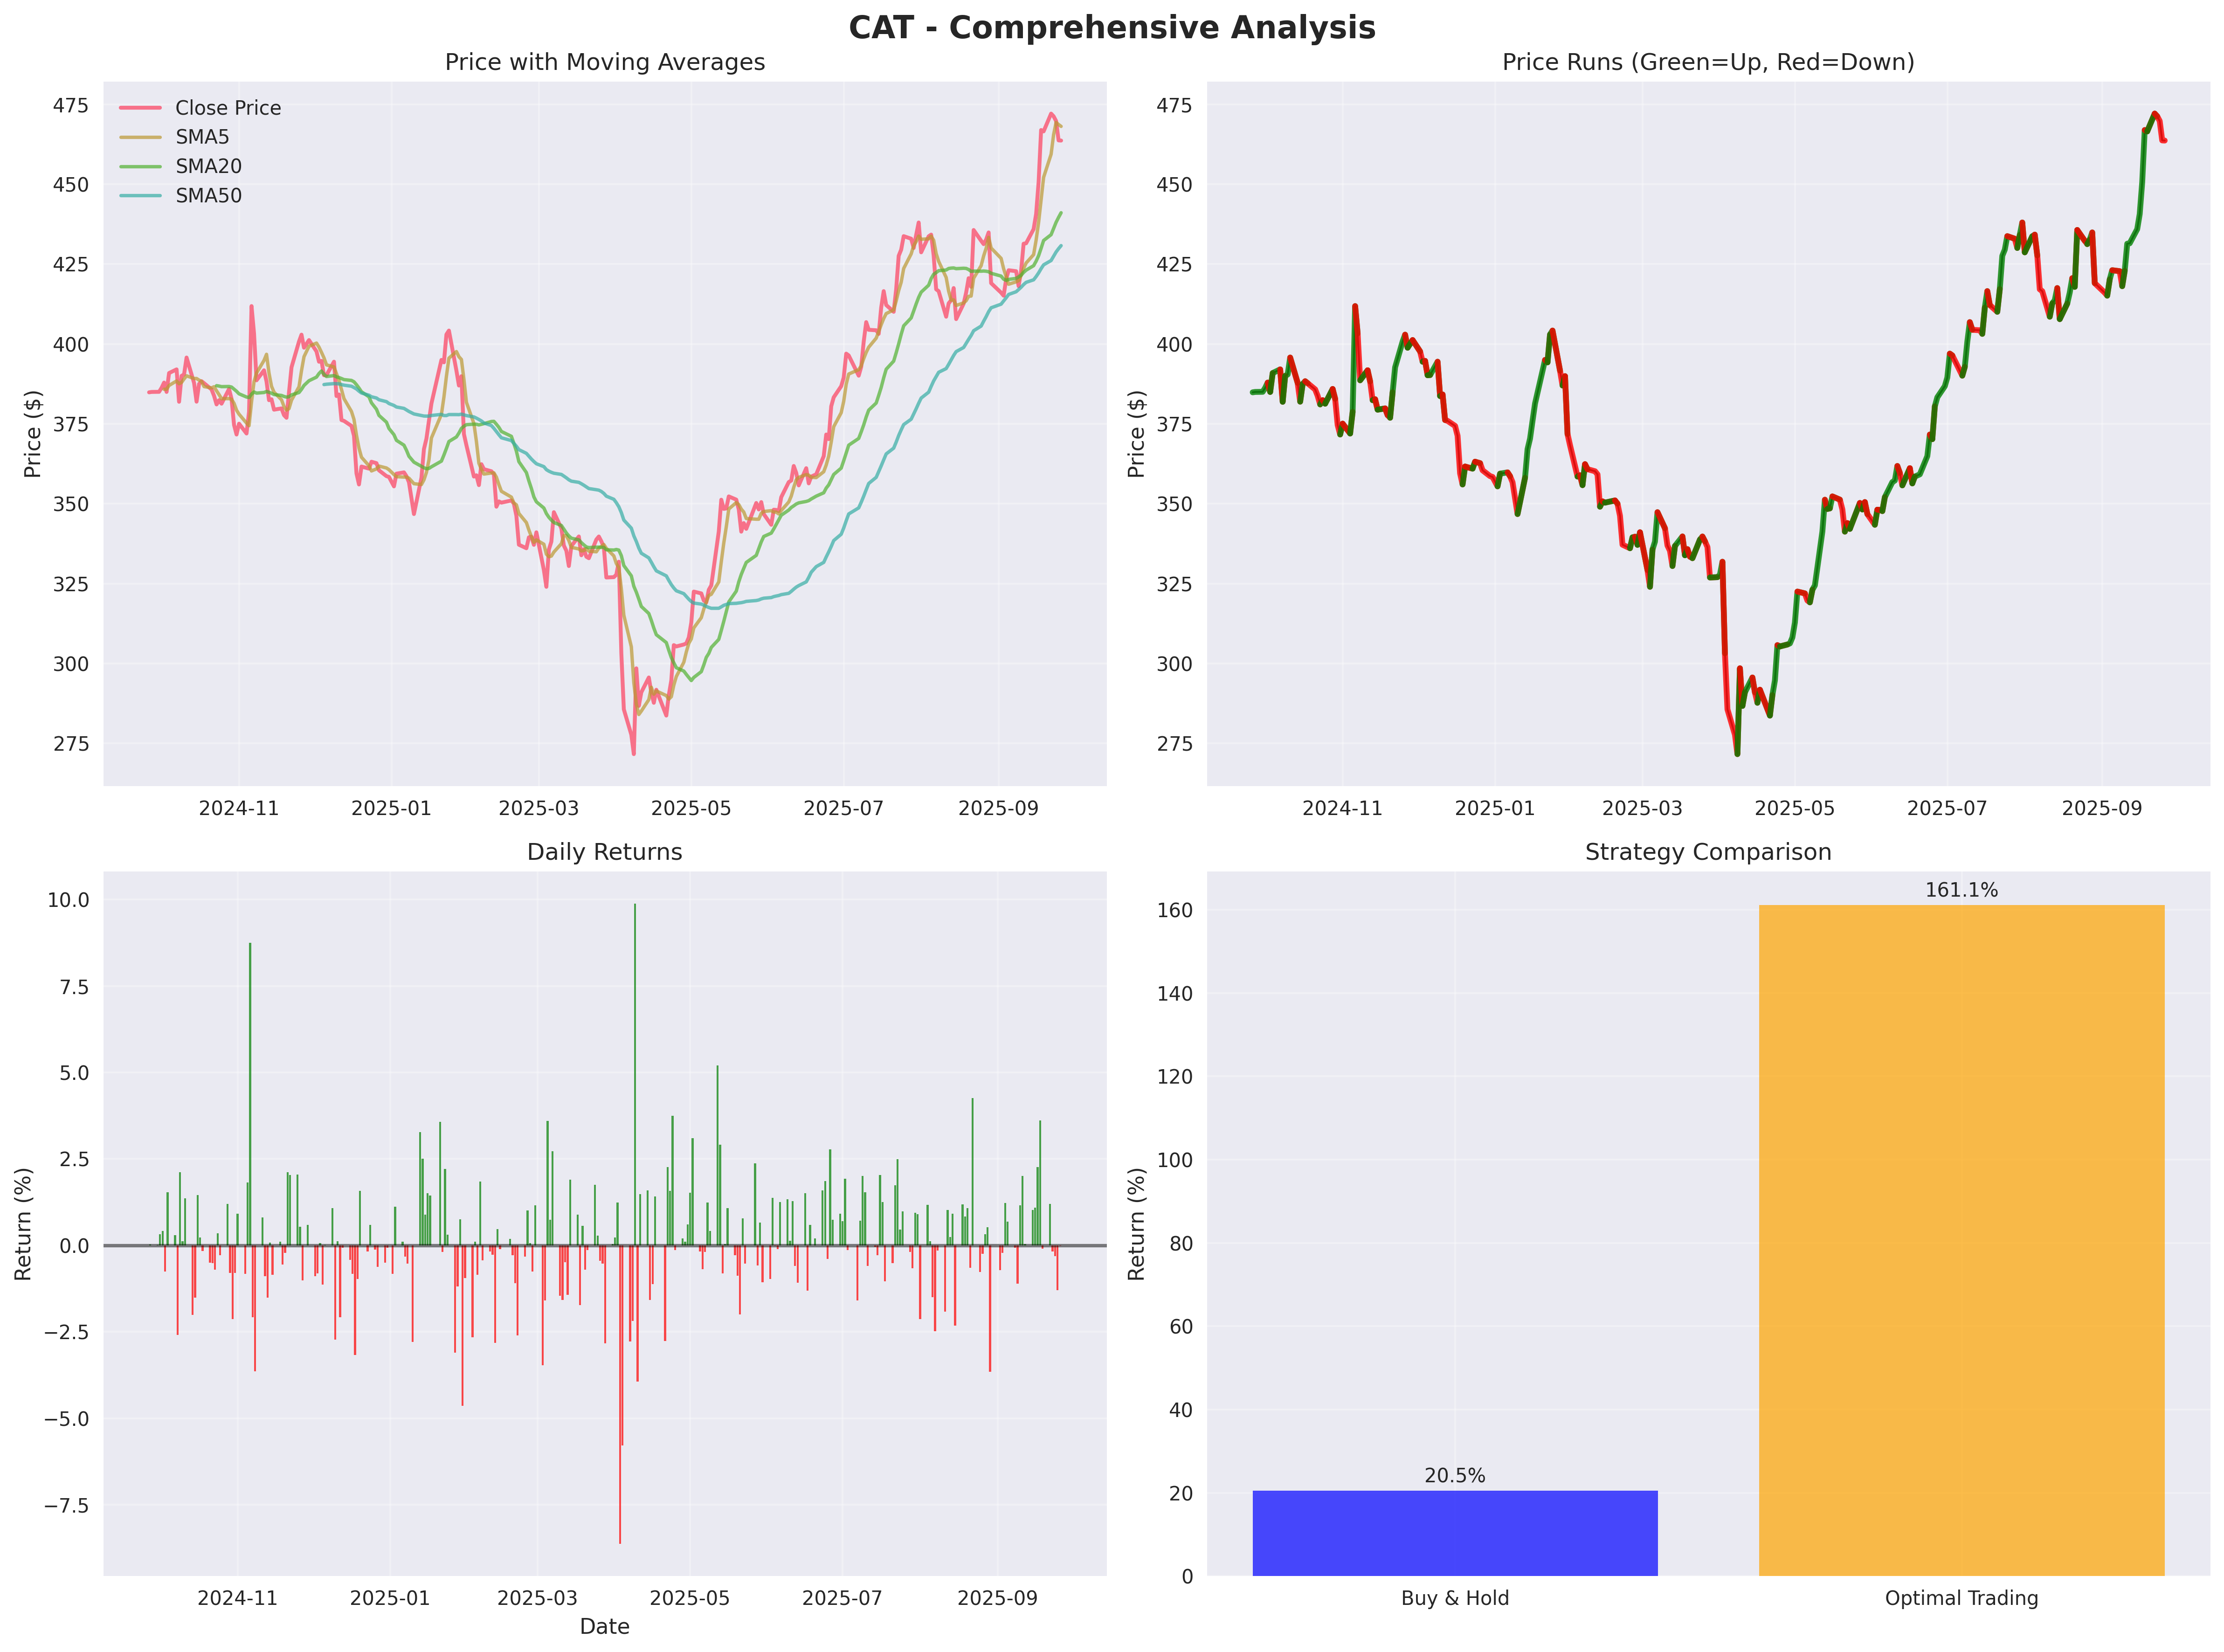 CAT - Comprehensive Analysis
Price with Moving Averages
Close Price
SMA5
SMA20
SMA50
Price ($)
475
450
425
400
375
350
325
300
275
2024-11 2025-01 2025-03 2025-05 2025-07 2025-09
Price Runs (Green=Up, Red=Down)
Price ($)
475
450
425
400
375
350
325
300
275
2024-11 2025-01 2025-03 2025-05 2025-07 2025-09
Daily Returns
Return (%)
10.0
7.5
5.0
2.5
0.0
−2.5
−5.0
−7.5
2024-11 2025-01 2025-03 2025-05 2025-07 2025-09
Date
Strategy Comparison
Return (%)
160
140
120
100
80
60
40
20
0
20.5%
161.1%
Buy & Hold Optimal Trading